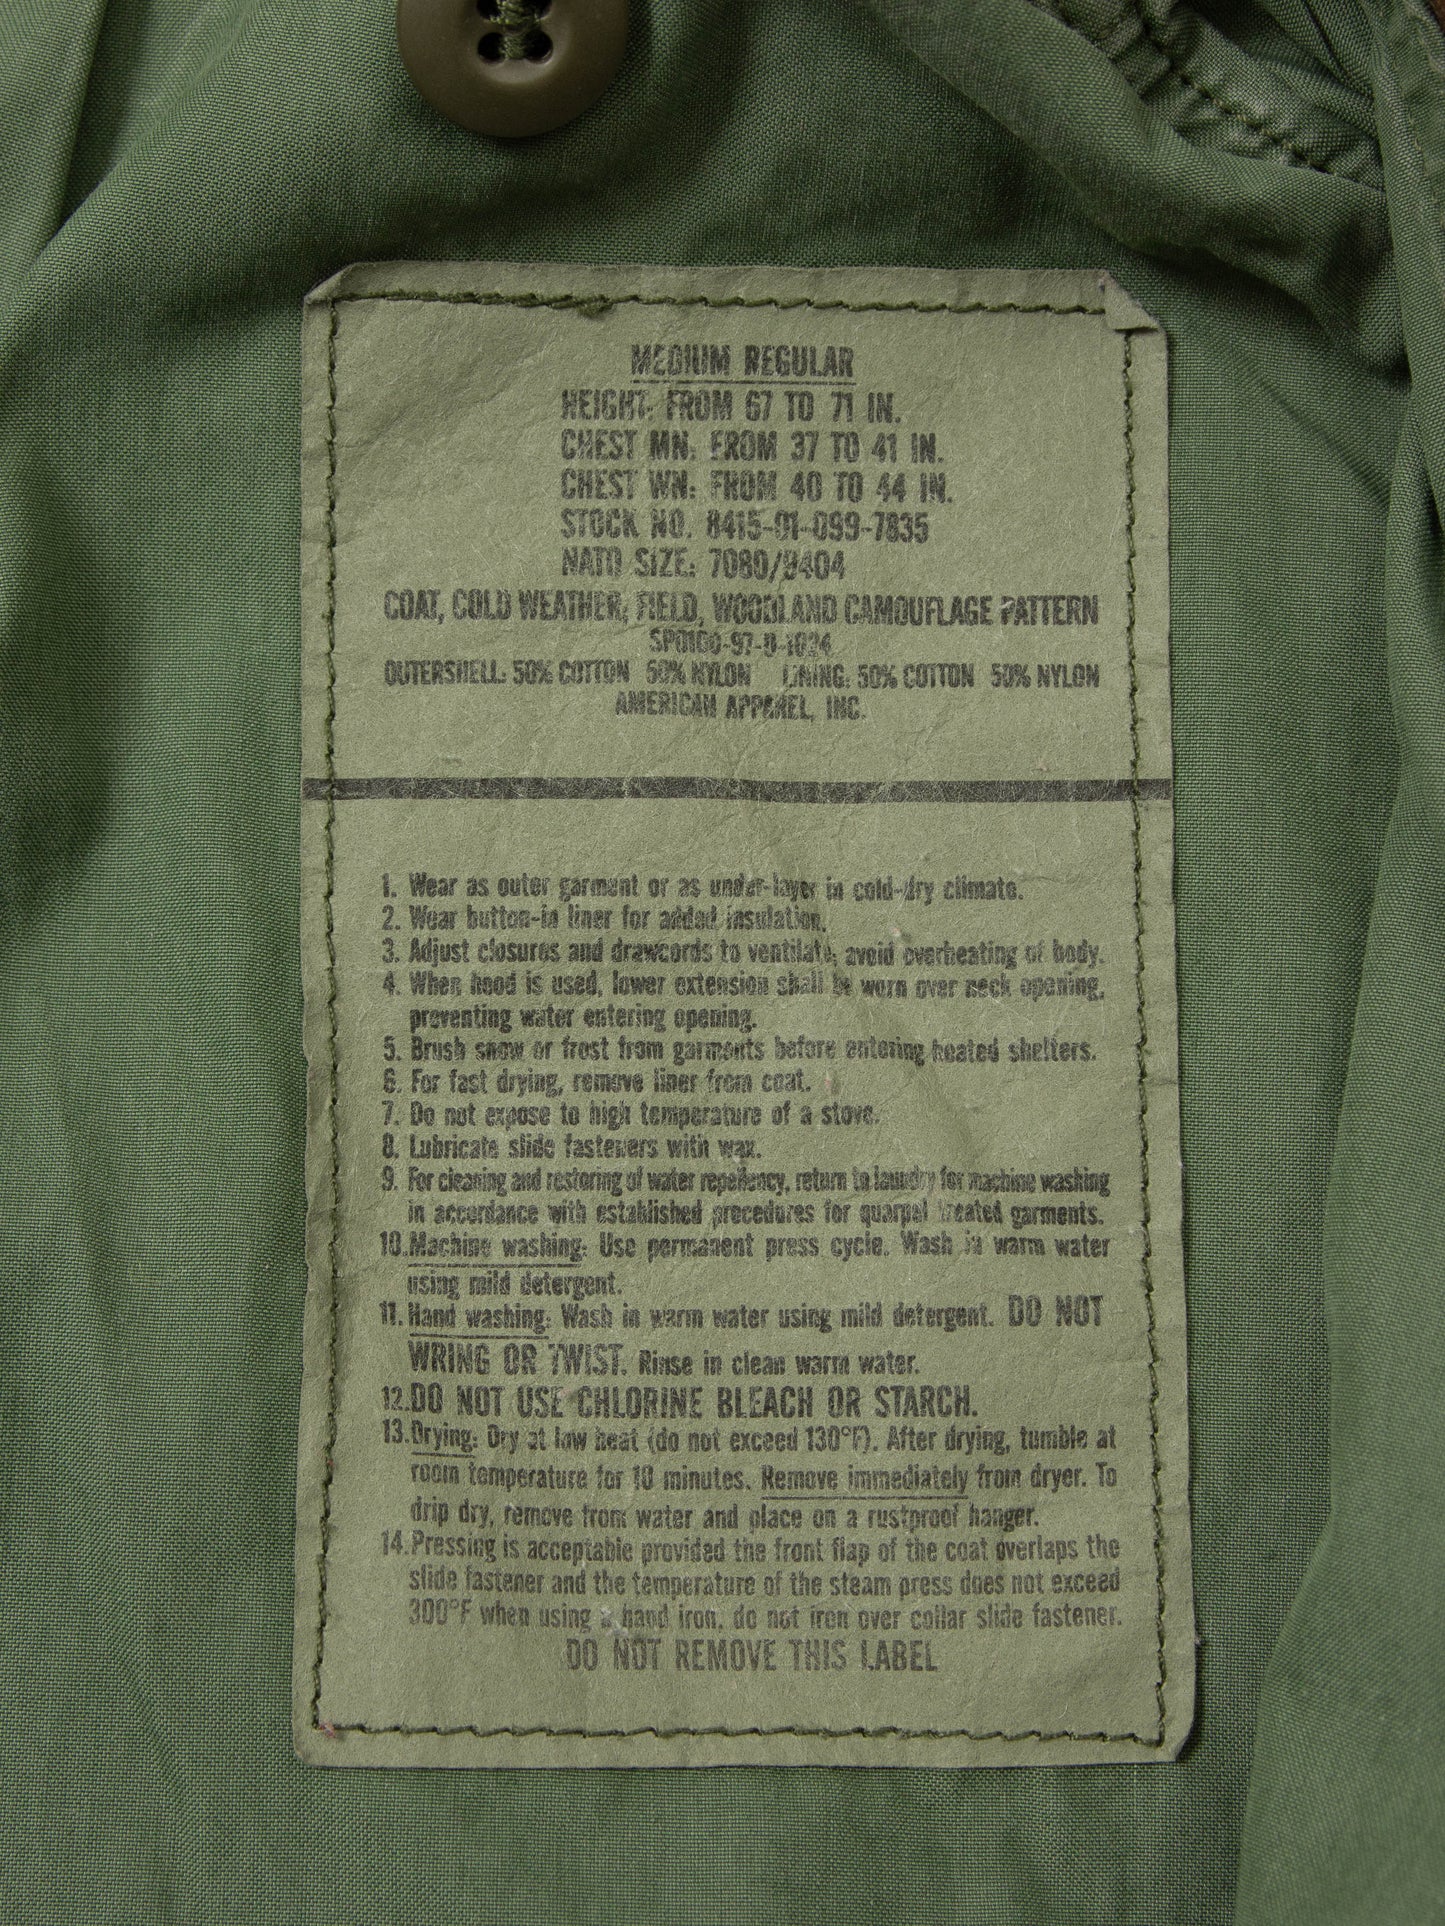 MEDIUM REGULAR
HEIGHT: FROM 67 TO 71 IN.
CHEST MN: FROM 37 TO 41 IN.
CHEST WN: FROM 40 TO 44 IN.
STOCK NO. 8415-01-099-7835
NATO SIZE: 7080/9404
COAT, COLD WEATHER, FIELD, WOODLAND CAMOUFLAGE PATTERN
SPO100-97-D-1024
OUTERSHELL: 50% COTTON 50% NYLON LINING: 50% COTTON 50% NYLON
AMERICAN APPAREL, INC.
1. Wear as outer garment or as under-layer in cold-dry climate.
2. Wear button-in liner for added insulation.
3. Adjust closures and drawcords to ventilate, avoid overheating of body.
4. When hood is used, lower extension shall be worn over neck opening,
preventing water entering opening.
5. Brush snow or frost from garments before entering heated shelters.
6. For fast drying, remove liner from coat.
7. Do not expose to high temperature of a stove.
8. Lubricate slide fasteners with wax.
9. For cleaning and restoring of water repellency, return to laundry for machine washing
in accordance with established procedures for quarpel treated garments.
10. Machine washing: Use permanent press cycle. Wash in warm water
using mild detergent.
11. Hand washing: Wash in warm water using mild detergent. DO NOT
WRING OR TWIST. Rinse in clean warm water.
12. DO NOT USE CHLORINE BLEACH OR STARCH.
13. Drying: Dry at low heat (do not exceed 130°F). After drying, tumble at
room temperature for 10 minutes. Remove immediately from dryer. To
drip dry, remove from water and place on a rustproof hanger.
14. Pressing is acceptable provided the front flap of the coat overlaps the
slide fastener and the temperature of the steam press does not exceed
300°F when using a hand iron, do not iron over collar slide fastener.
DO NOT REMOVE THIS LABEL